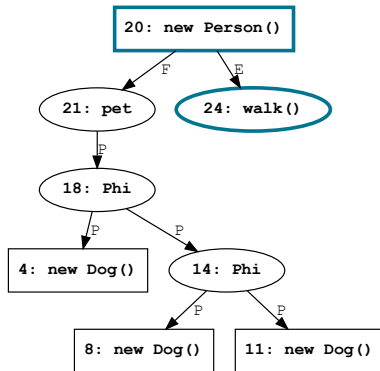 20: new Person()
F
E
21: pet
24: walk()
P
18: Phi
P
P
4: new Dog()
14: Phi
P
P
8: new Dog()
11: new Dog()